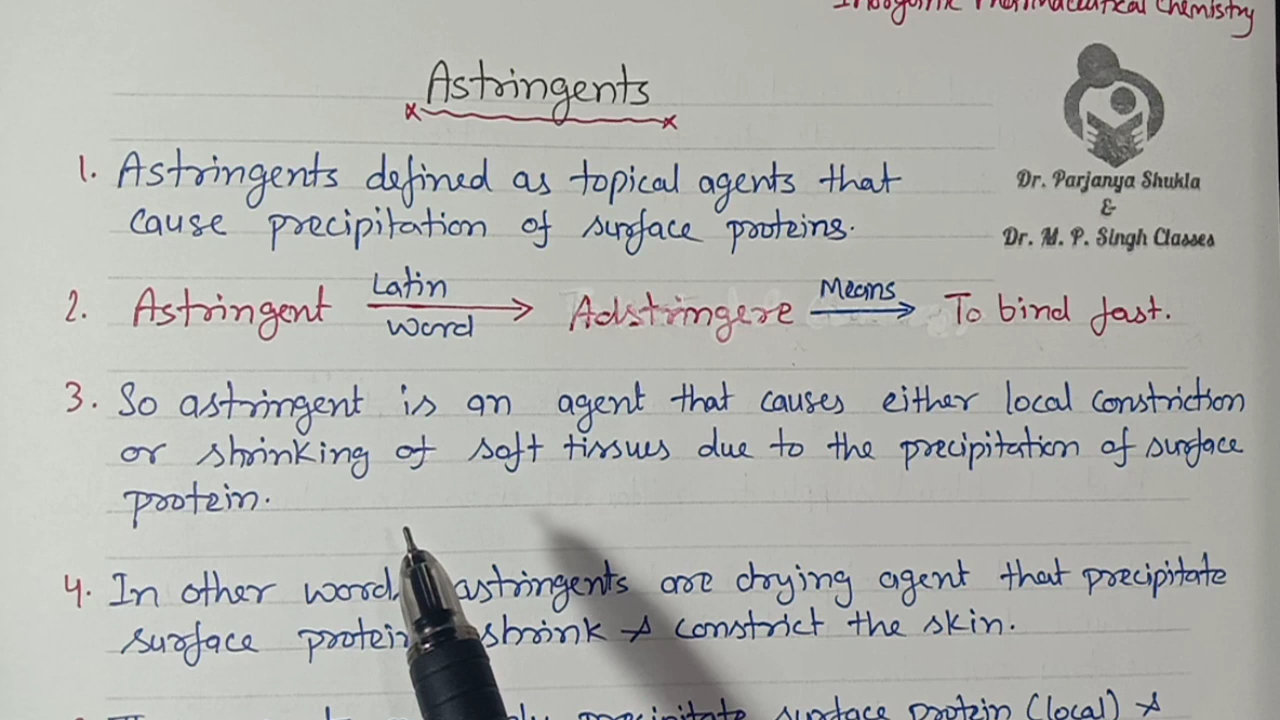 Inorganic Pharmaceutical Chemistry
Astringents
Dr. Parjanya Shukla
&
Dr. M. P. Singh Classes
1. Astringents defined as topical agents that
cause precipitation of surface proteins.
2. Astringent Latin word → Adstringere Means → To bind fast.
3. So astringent is an agent that causes either local constriction
or shrinking of soft tissues due to the precipitation of surface
protein.
4. In other word, astringents are drying agent that precipitate
surface protein shrink & constrict the skin.
precipitate surface protein (local) &